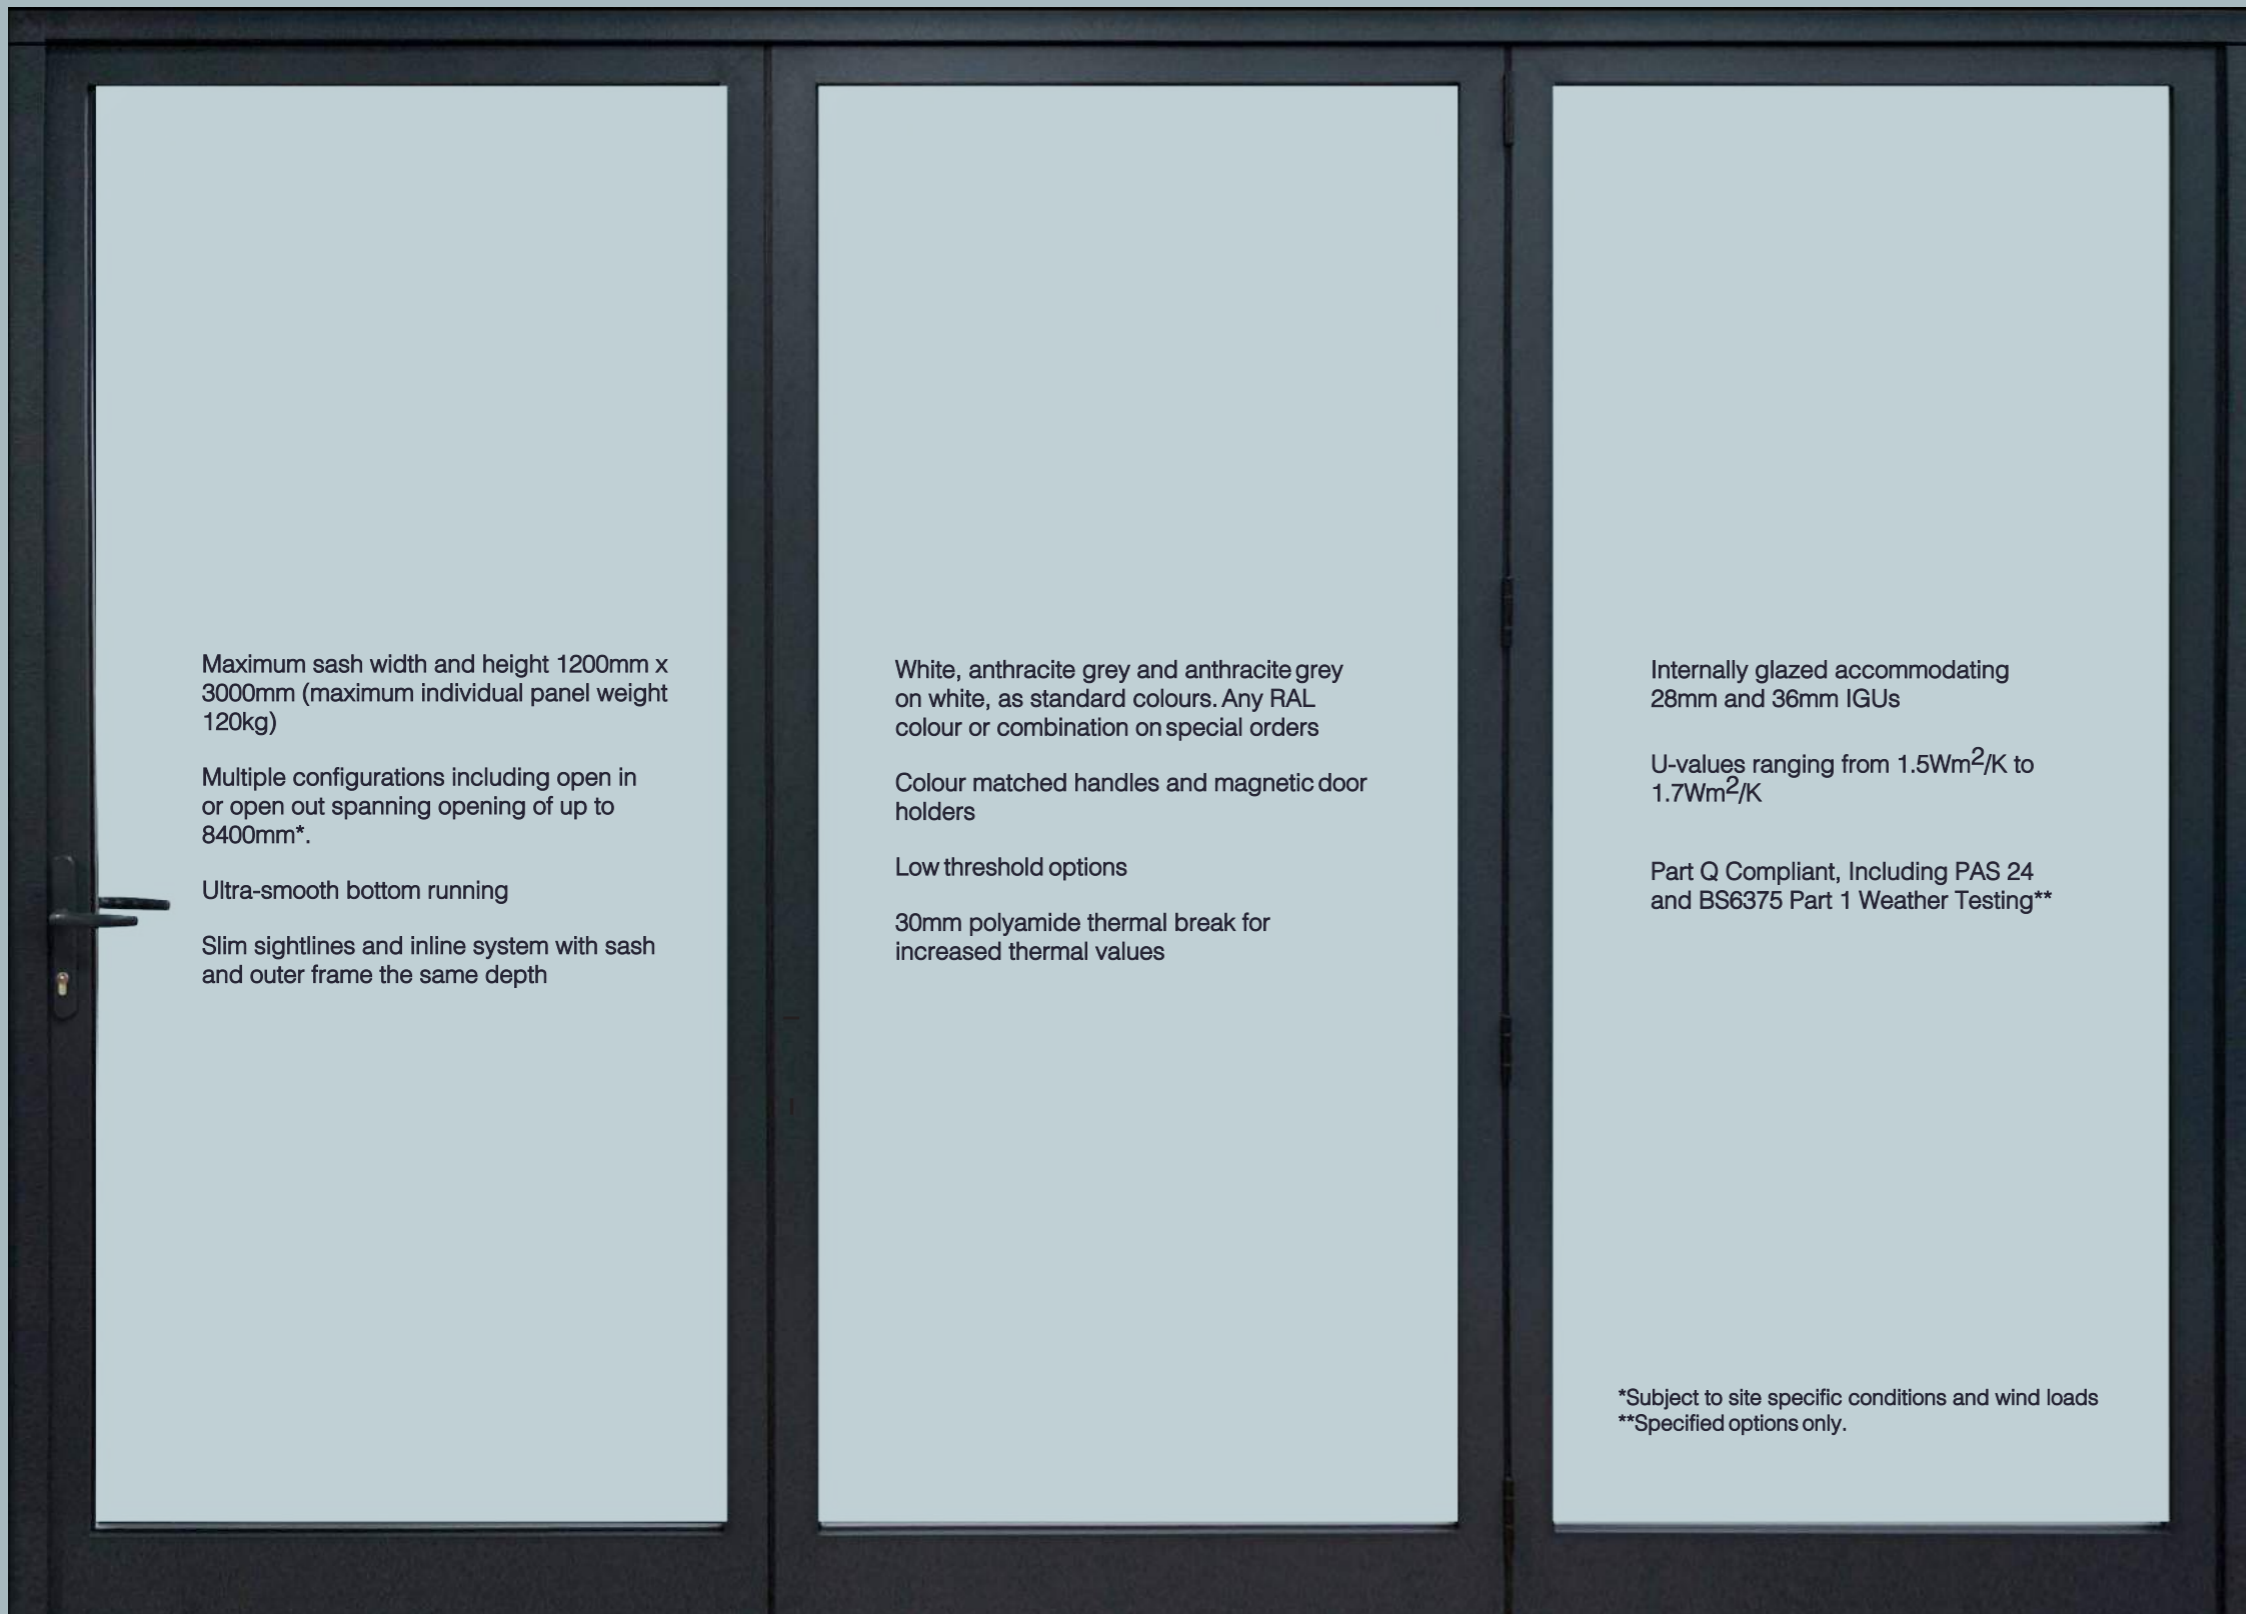 Maximum sash width and height 1200mm x
3000mm (maximum individual panel weight
120kg)
Multiple configurations including open in
or open out spanning opening of up to
8400mm*.
Ultra-smooth bottom running
Slim sightlines and inline system with sash
and outer frame the same depth
White, anthracite grey and anthracite grey
on white, as standard colours. Any RAL
colour or combination on special orders
Colour matched handles and magnetic door
holders
Low threshold options
30mm polyamide thermal break for
increased thermal values
Internally glazed accommodating
28mm and 36mm IGUs
U-values ranging from 1.5Wm²/K to
1.7Wm²/K
Part Q Compliant, Including PAS 24
and BS6375 Part 1 Weather Testing**
*Subject to site specific conditions and wind loads
**Specified options only.